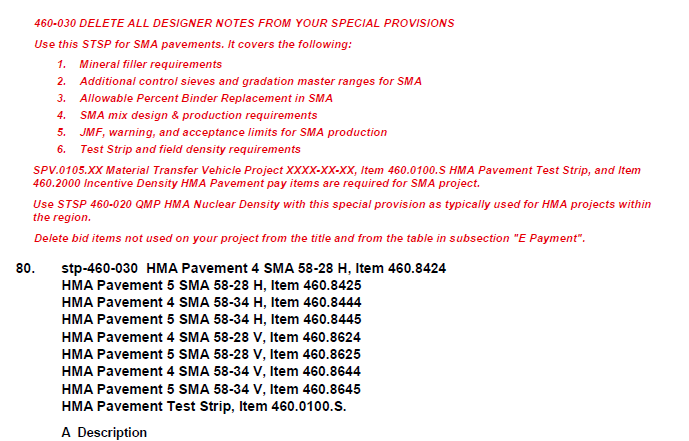 460-030 DELETE ALL DESIGNER NOTES FROM YOUR SPECIAL PROVISIONS
Use this STSP for SMA pavements. It covers the following:
1. Mineral filler requirements
2. Additional control sieves and gradation master ranges for SMA
3. Allowable Percent Binder Replacement in SMA
4. SMA mix design & production requirements
5. JMF, warning, and acceptance limits for SMA production
6. Test Strip and field density requirements
SPV.0105.XX Material Transfer Vehicle Project XXXX-XX-XX, Item 460.0100.S HMA Pavement Test Strip, and Item
460.2000 Incentive Density HMA Pavement pay items are required for SMA project.
Use STSP 460-020 QMP HMA Nuclear Density with this special provision as typically used for HMA projects within
the region.
Delete bid items not used on your project from the title and from the table in subsection "E Payment".
80. stp-460-030 HMA Pavement 4 SMA 58-28 H, Item 460.8424
HMA Pavement 5 SMA 58-28 H, Item 460.8425
HMA Pavement 4 SMA 58-34 H, Item 460.8444
HMA Pavement 5 SMA 58-34 H, Item 460.8445
HMA Pavement 4 SMA 58-28 V, Item 460.8624
HMA Pavement 5 SMA 58-28 V, Item 460.8625
HMA Pavement 4 SMA 58-34 V, Item 460.8644
HMA Pavement 5 SMA 58-34 V, Item 460.8645
HMA Pavement Test Strip, Item 460.0100.S.
A Description